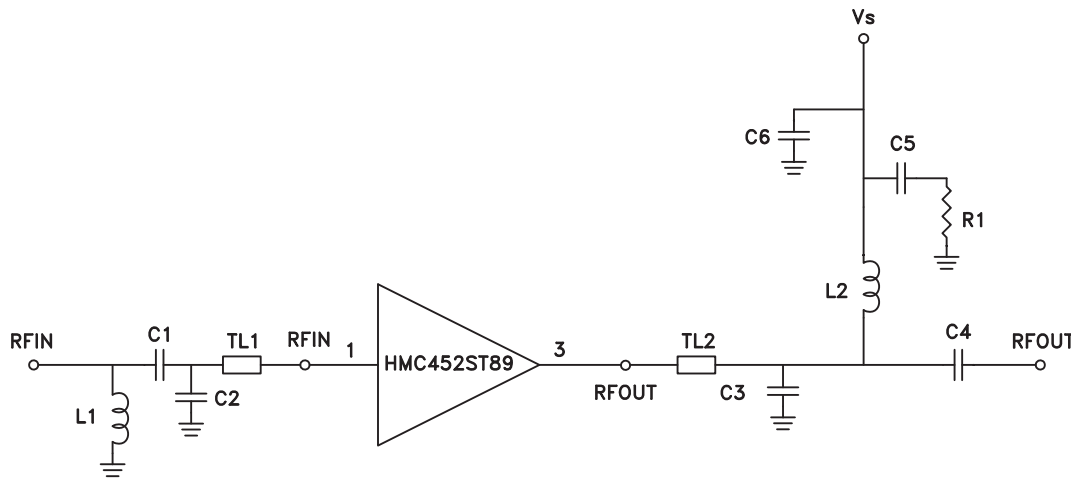 Vs
C6
C5
R1
L2
RFIN
C1
TL1
RFIN
1
HMC452ST89
3
RFOUT
TL2
C3
C4
RFOUT
L1
C2